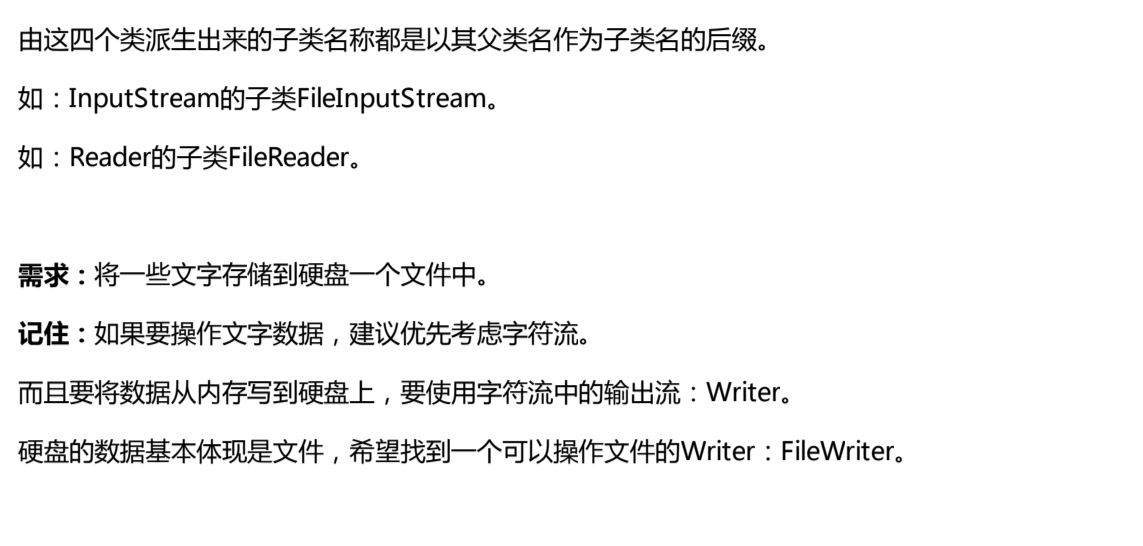 由这四个类派生出来的子类名称都是以其父类名作为子类名的后缀。
如：InputStream的子类FileInputStream。
如：Reader的子类FileReader。
需求：将一些文字存储到硬盘一个文件中。
记住：如果要操作文字数据，建议优先考虑字符流。
而且要将数据从内存写到硬盘上，要使用字符流中的输出流：Writer。
硬盘的数据基本体现是文件，希望找到一个可以操作文件的Writer：FileWriter。